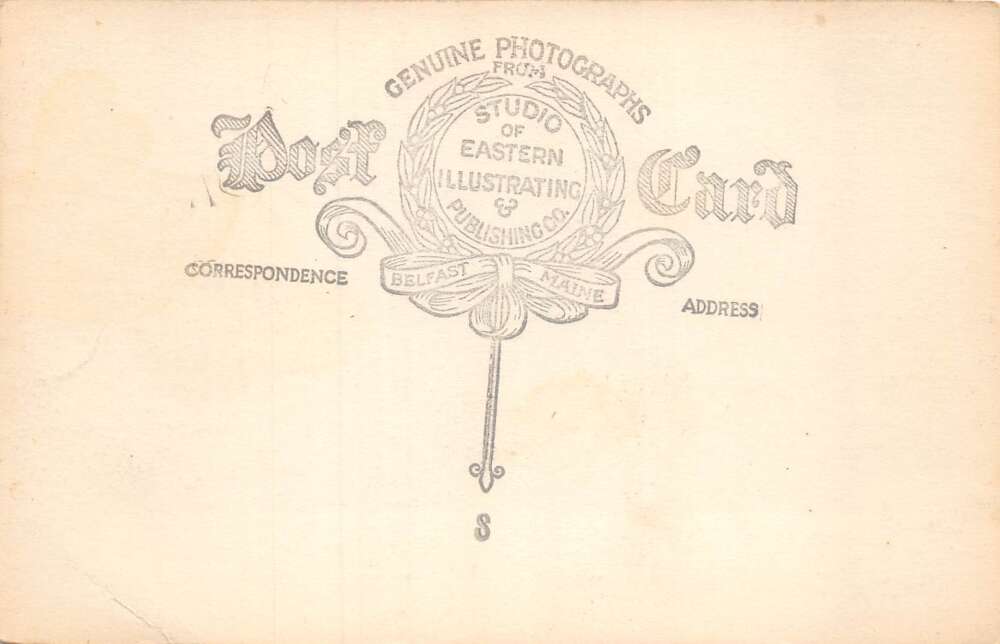 GENUINE PHOTOGRAPHS
FROM
Post Card
STUDIO
OF
EASTERN
ILLUSTRATING
&
PUBLISHING CO.
BELFAST MAINE
CORRESPONDENCE
ADDRESS
S